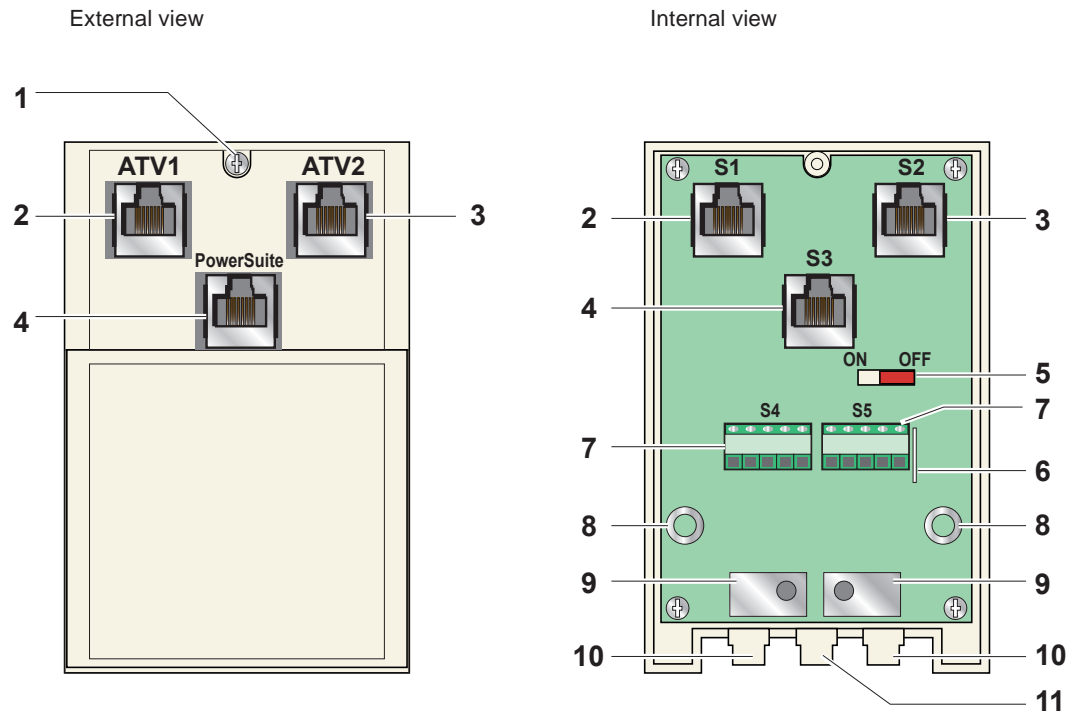 External view
Internal view
1
ATV1
ATV2
2
3
PowerSuite
4
S1
S2
2
3
S3
4
ON OFF
5
7
S4
S5
7
6
8
8
9
9
10
10
11